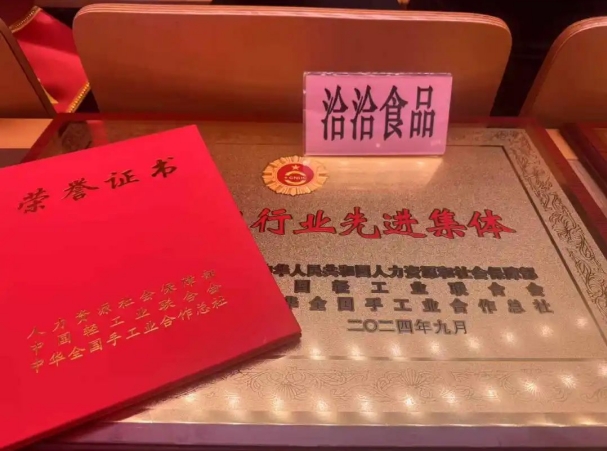 洽洽食品
荣誉证书
人力资源社会保障部
中国轻工业联合会
中华全国手工业合作总社
行业先进集体
华人民共和国人力资源和社会保障部
国轻工业联合会
华全国手工业合作总社
二〇二四年九月